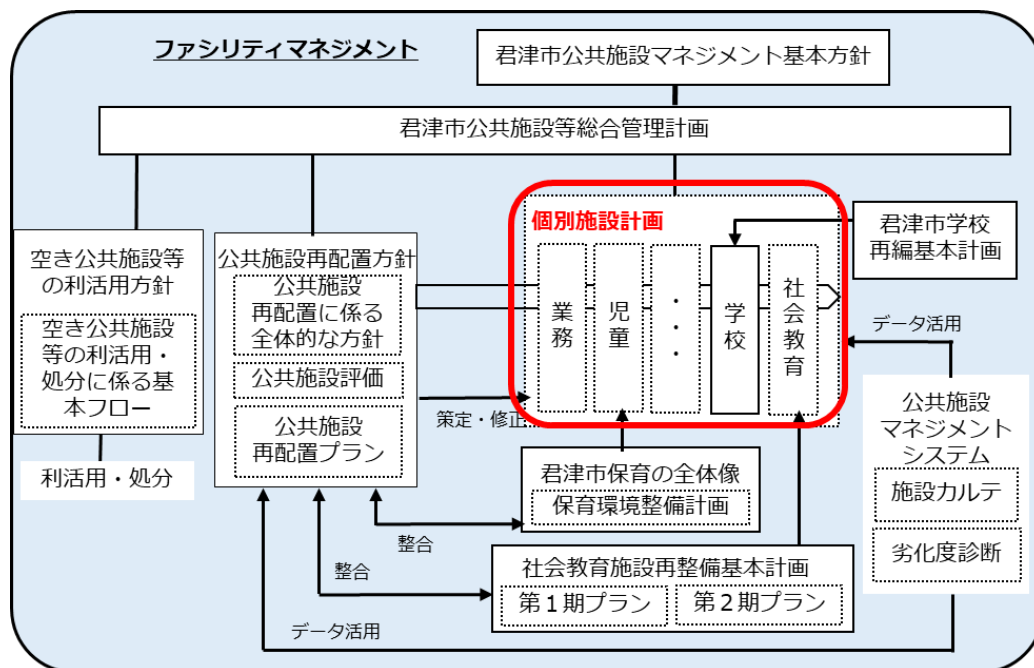 ファシリティマネジメント
君津市公共施設マネジメント基本方針
君津市公共施設等総合管理計画
空き公共施設等
の利活用方針
空き公共施設
等の利活用・
処分に係る基
本フロー
利活用・処分
公共施設再配置方針
公共施設
再配置に係る
全体的な方針
公共施設評価
公共施設
再配置プラン
策定・修正
個別施設計画
業務
児童
・・・
学校
社会教育
君津市学校
再編基本計画
データ活用
公共施設
マネジメント
システム
施設カルテ
劣化度診断
君津市保育の全体像
保育環境整備計画
整合
社会教育施設再整備基本計画
第1期プラン
第2期プラン
整合
データ活用